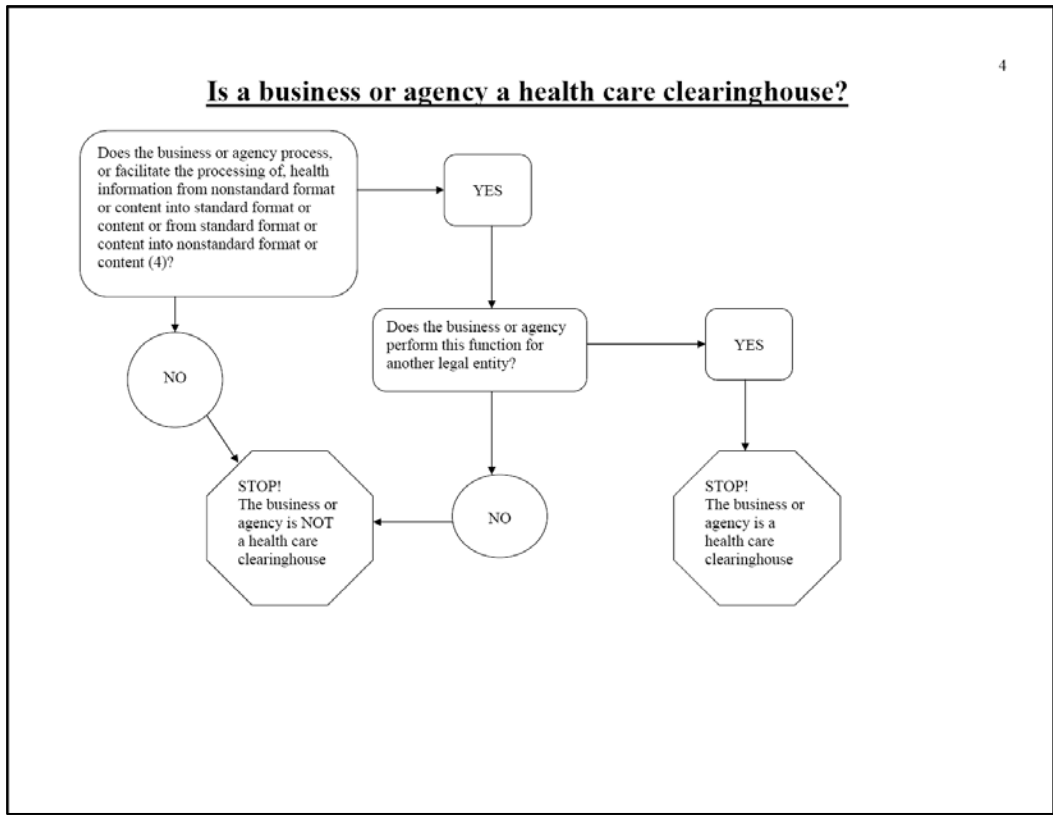 4
Is a business or agency a health care clearinghouse?
Does the business or agency process,
or facilitate the processing of, health
information from nonstandard format
or content into standard format or
content or from standard format or
content into nonstandard format or
content (4)?
YES
Does the business or agency
perform this function for
another legal entity?
YES
NO
STOP!
The business or
agency is NOT
a health care
clearinghouse
NO
STOP!
The business or
agency is a
health care
clearinghouse